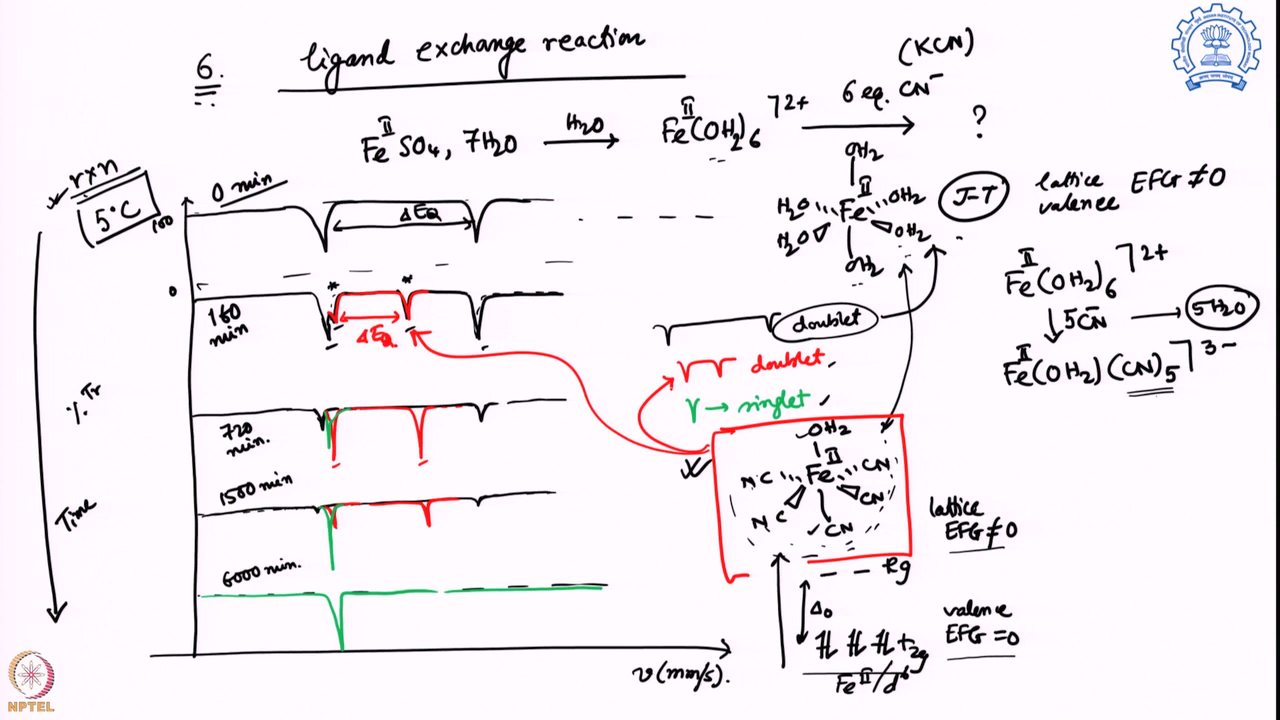 6. ligand exchange reaction
(KCN)
Fe^II SO4, 7H2O —H2O→ Fe^II(OH2)6 ]2+ 6 eq. CN⁻ → ?
rxn
5°C
100
0 min
ΔEQ
0
160 min
* *
ΔEQ
% Tr
720 min.
1500 min
Time
6000 min.
ν (mm/s).
OH2
H2O Fe^II OH2
H2O OH2
OH2
J-T
lattice
valence EFG ≠ 0
Fe^II(OH2)6 ]2+
↓ 5CN⁻ → 5H2O
Fe^II(OH2)(CN)5 ]3-
doublet
doublet
→ singlet
OH2
NC Fe^II CN
NC CN
CN
lattice
EFG ≠ 0
eg
Δo
t2g
Fe^II/d6
valence
EFG = 0
NPTEL